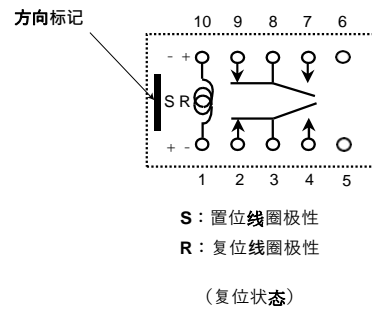 方向标记
10 9 8 7 6
- +
S R
+ -
1 2 3 4 5
S：置位线圈极性
R：复位线圈极性
（复位状态）